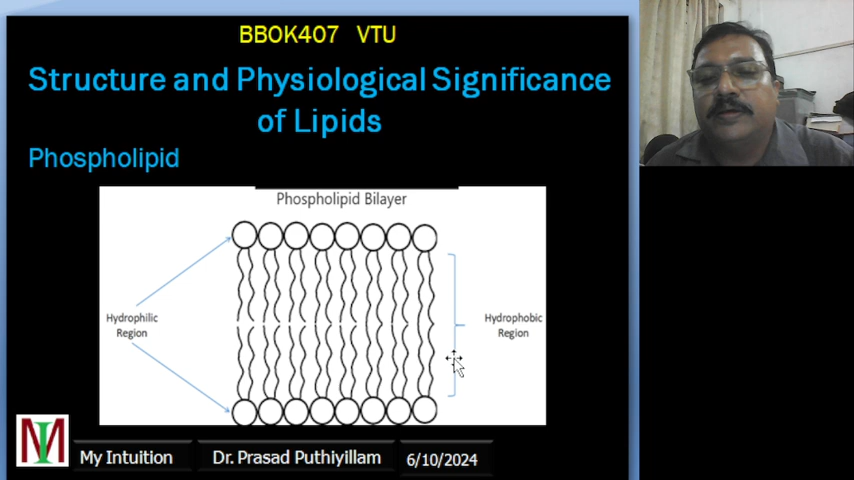 BBOK407 VTU
Structure and Physiological Significance
of Lipids
Phospholipid
Phospholipid Bilayer
Hydrophilic
Region
Hydrophobic
Region
MI
My Intuition
Dr. Prasad Puthiyillam
6/10/2024